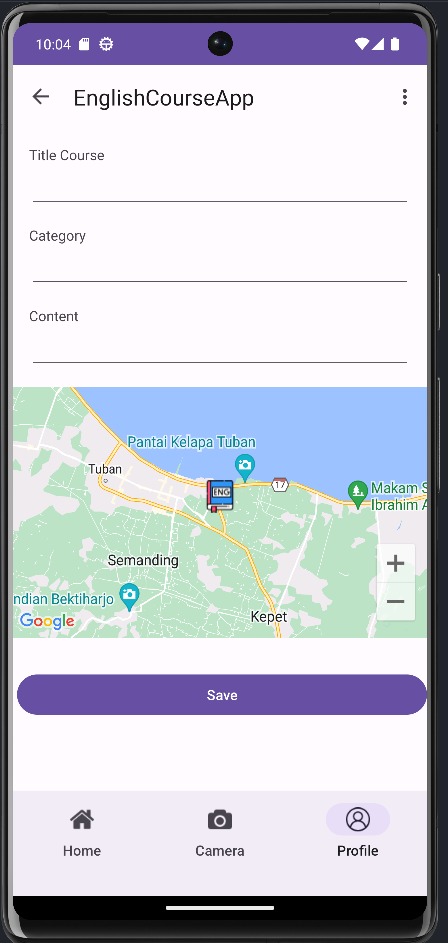 10:04
EnglishCourseApp
Title Course
Category
Content
Pantai Kelapa Tuban
Tuban
17
ENG
Makam S
Ibrahim A
Semanding
ndian Bektiharjo
Kepet
Google
+
−
Save
Home
Camera
Profile